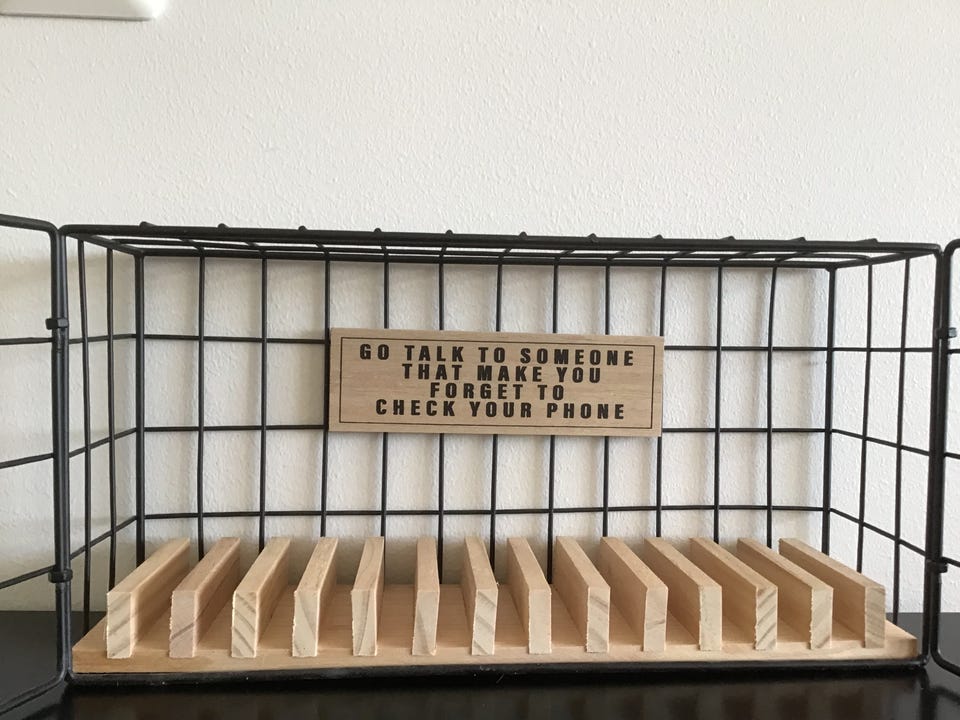 GO TALK TO SOMEONE
THAT MAKE YOU
FORGET TO
CHECK YOUR PHONE